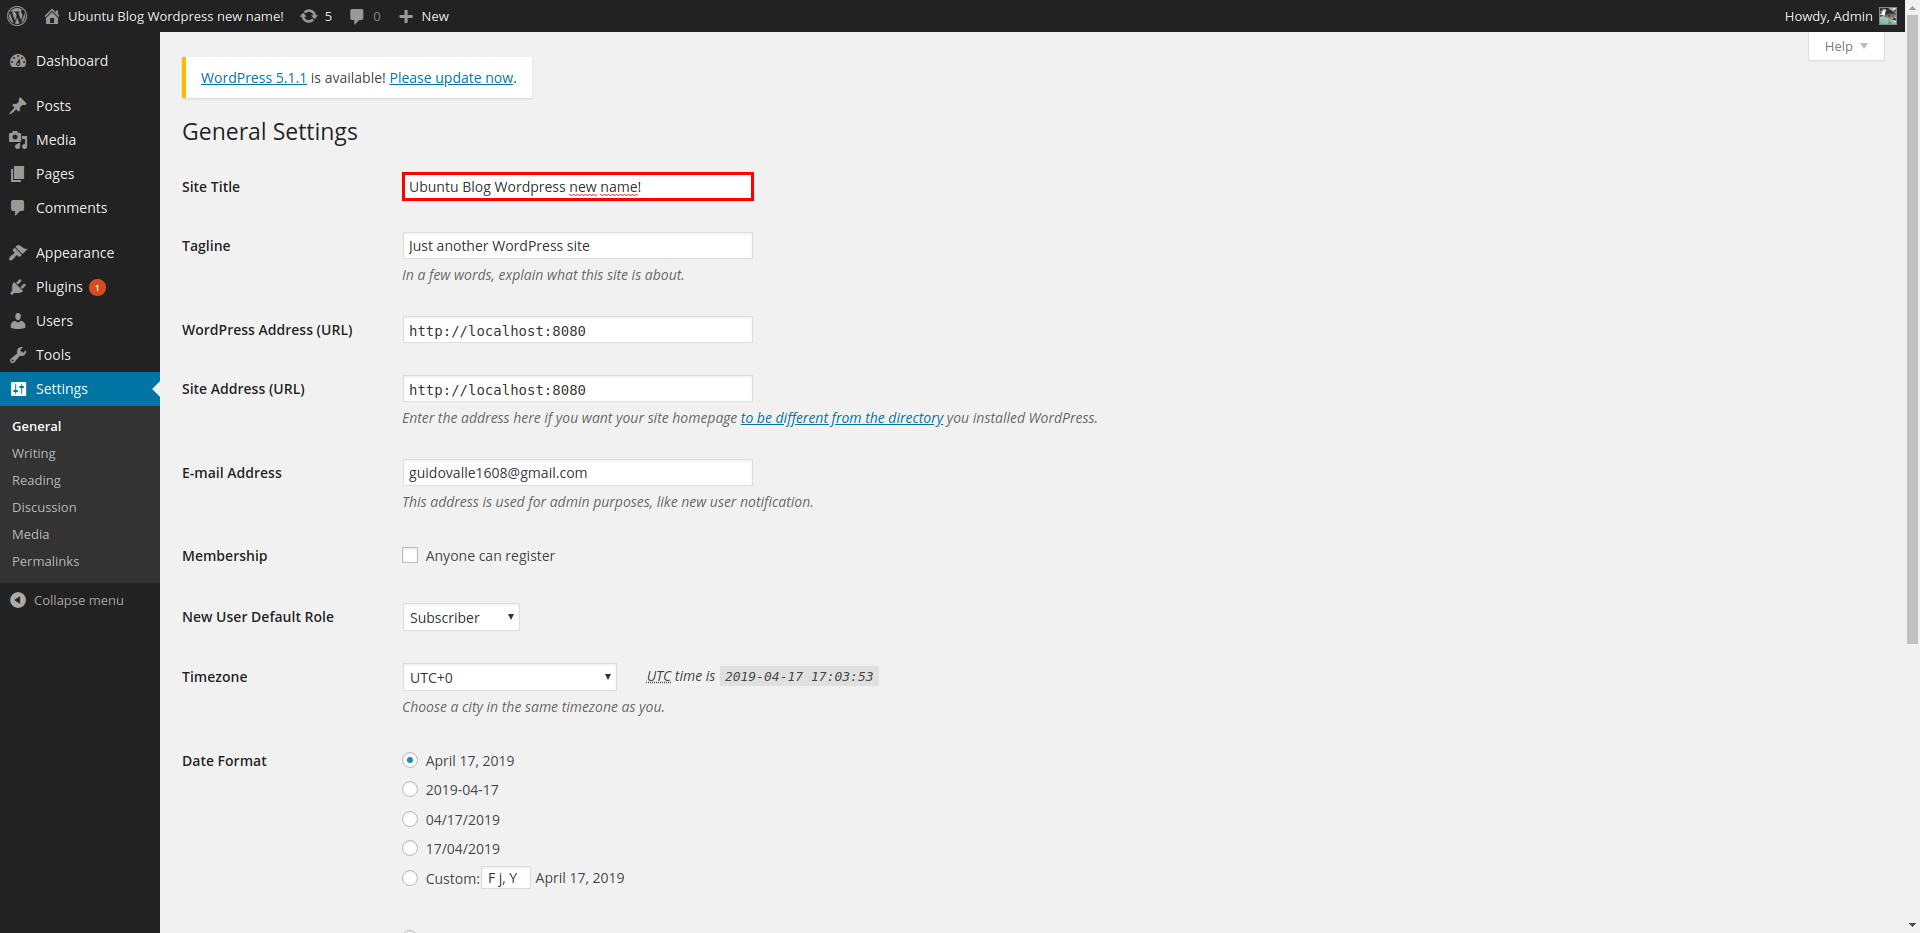 Ubuntu Blog Wordpress new name! 5 0 New Howdy, Admin
Help
Dashboard
Posts
Media
Pages
Comments
Appearance
Plugins 1
Users
Tools
Settings
General
Writing
Reading
Discussion
Media
Permalinks
Collapse menu
WordPress 5.1.1 is available! Please update now.
General Settings
Site Title Ubuntu Blog Wordpress new name!
Tagline Just another WordPress site
In a few words, explain what this site is about.
WordPress Address (URL) http://localhost:8080
Site Address (URL) http://localhost:8080
Enter the address here if you want your site homepage to be different from the directory you installed WordPress.
E-mail Address guidovalle1608@gmail.com
This address is used for admin purposes, like new user notification.
Membership Anyone can register
New User Default Role Subscriber
Timezone UTC+0 UTC time is 2019-04-17 17:03:53
Choose a city in the same timezone as you.
Date Format April 17, 2019
2019-04-17
04/17/2019
17/04/2019
Custom: F j, Y April 17, 2019